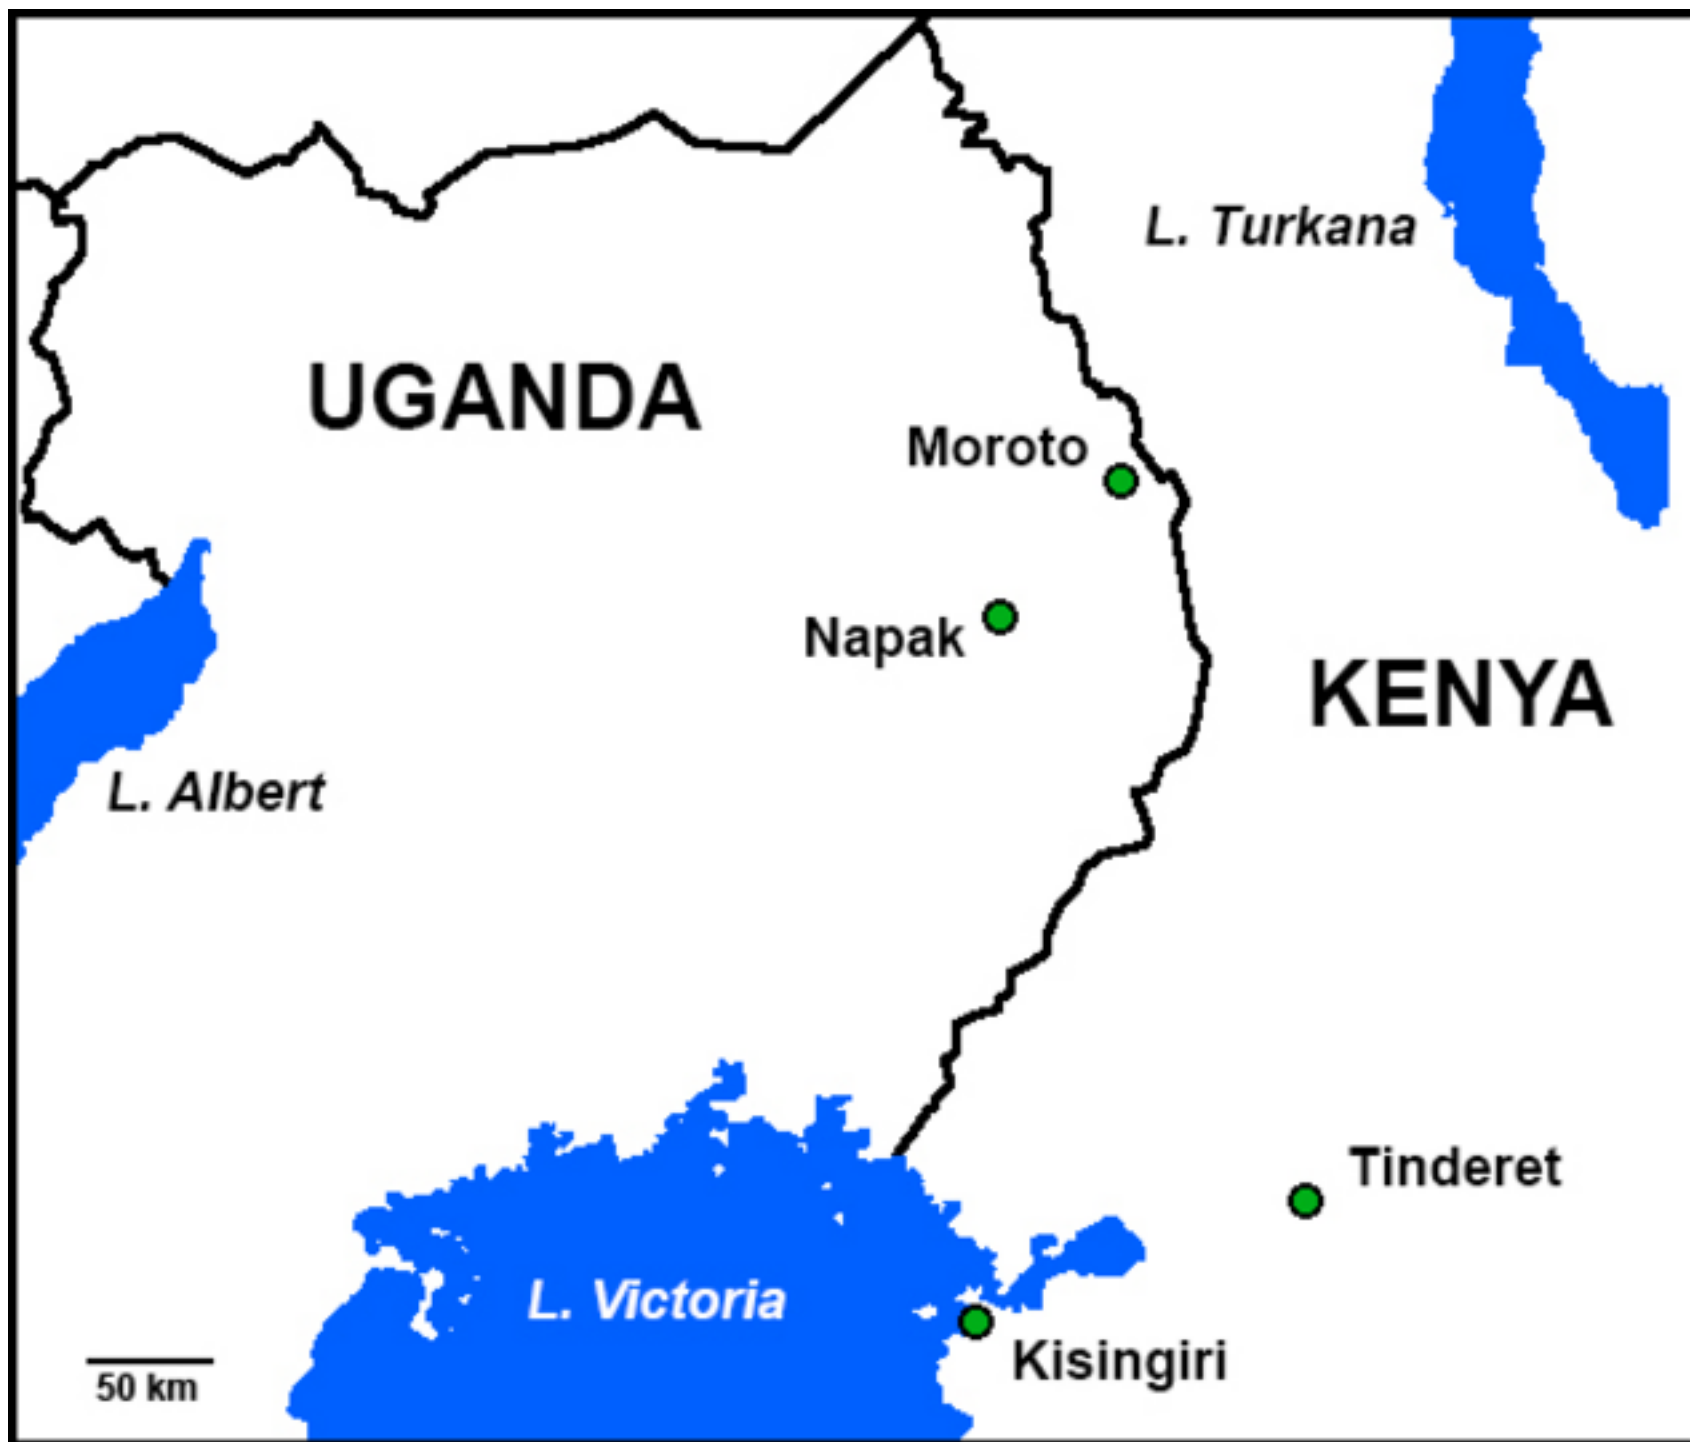 L. Turkana
UGANDA
Moroto
Napak
KENYA
L. Albert
Tinderet
L. Victoria
Kisingiri
50 km